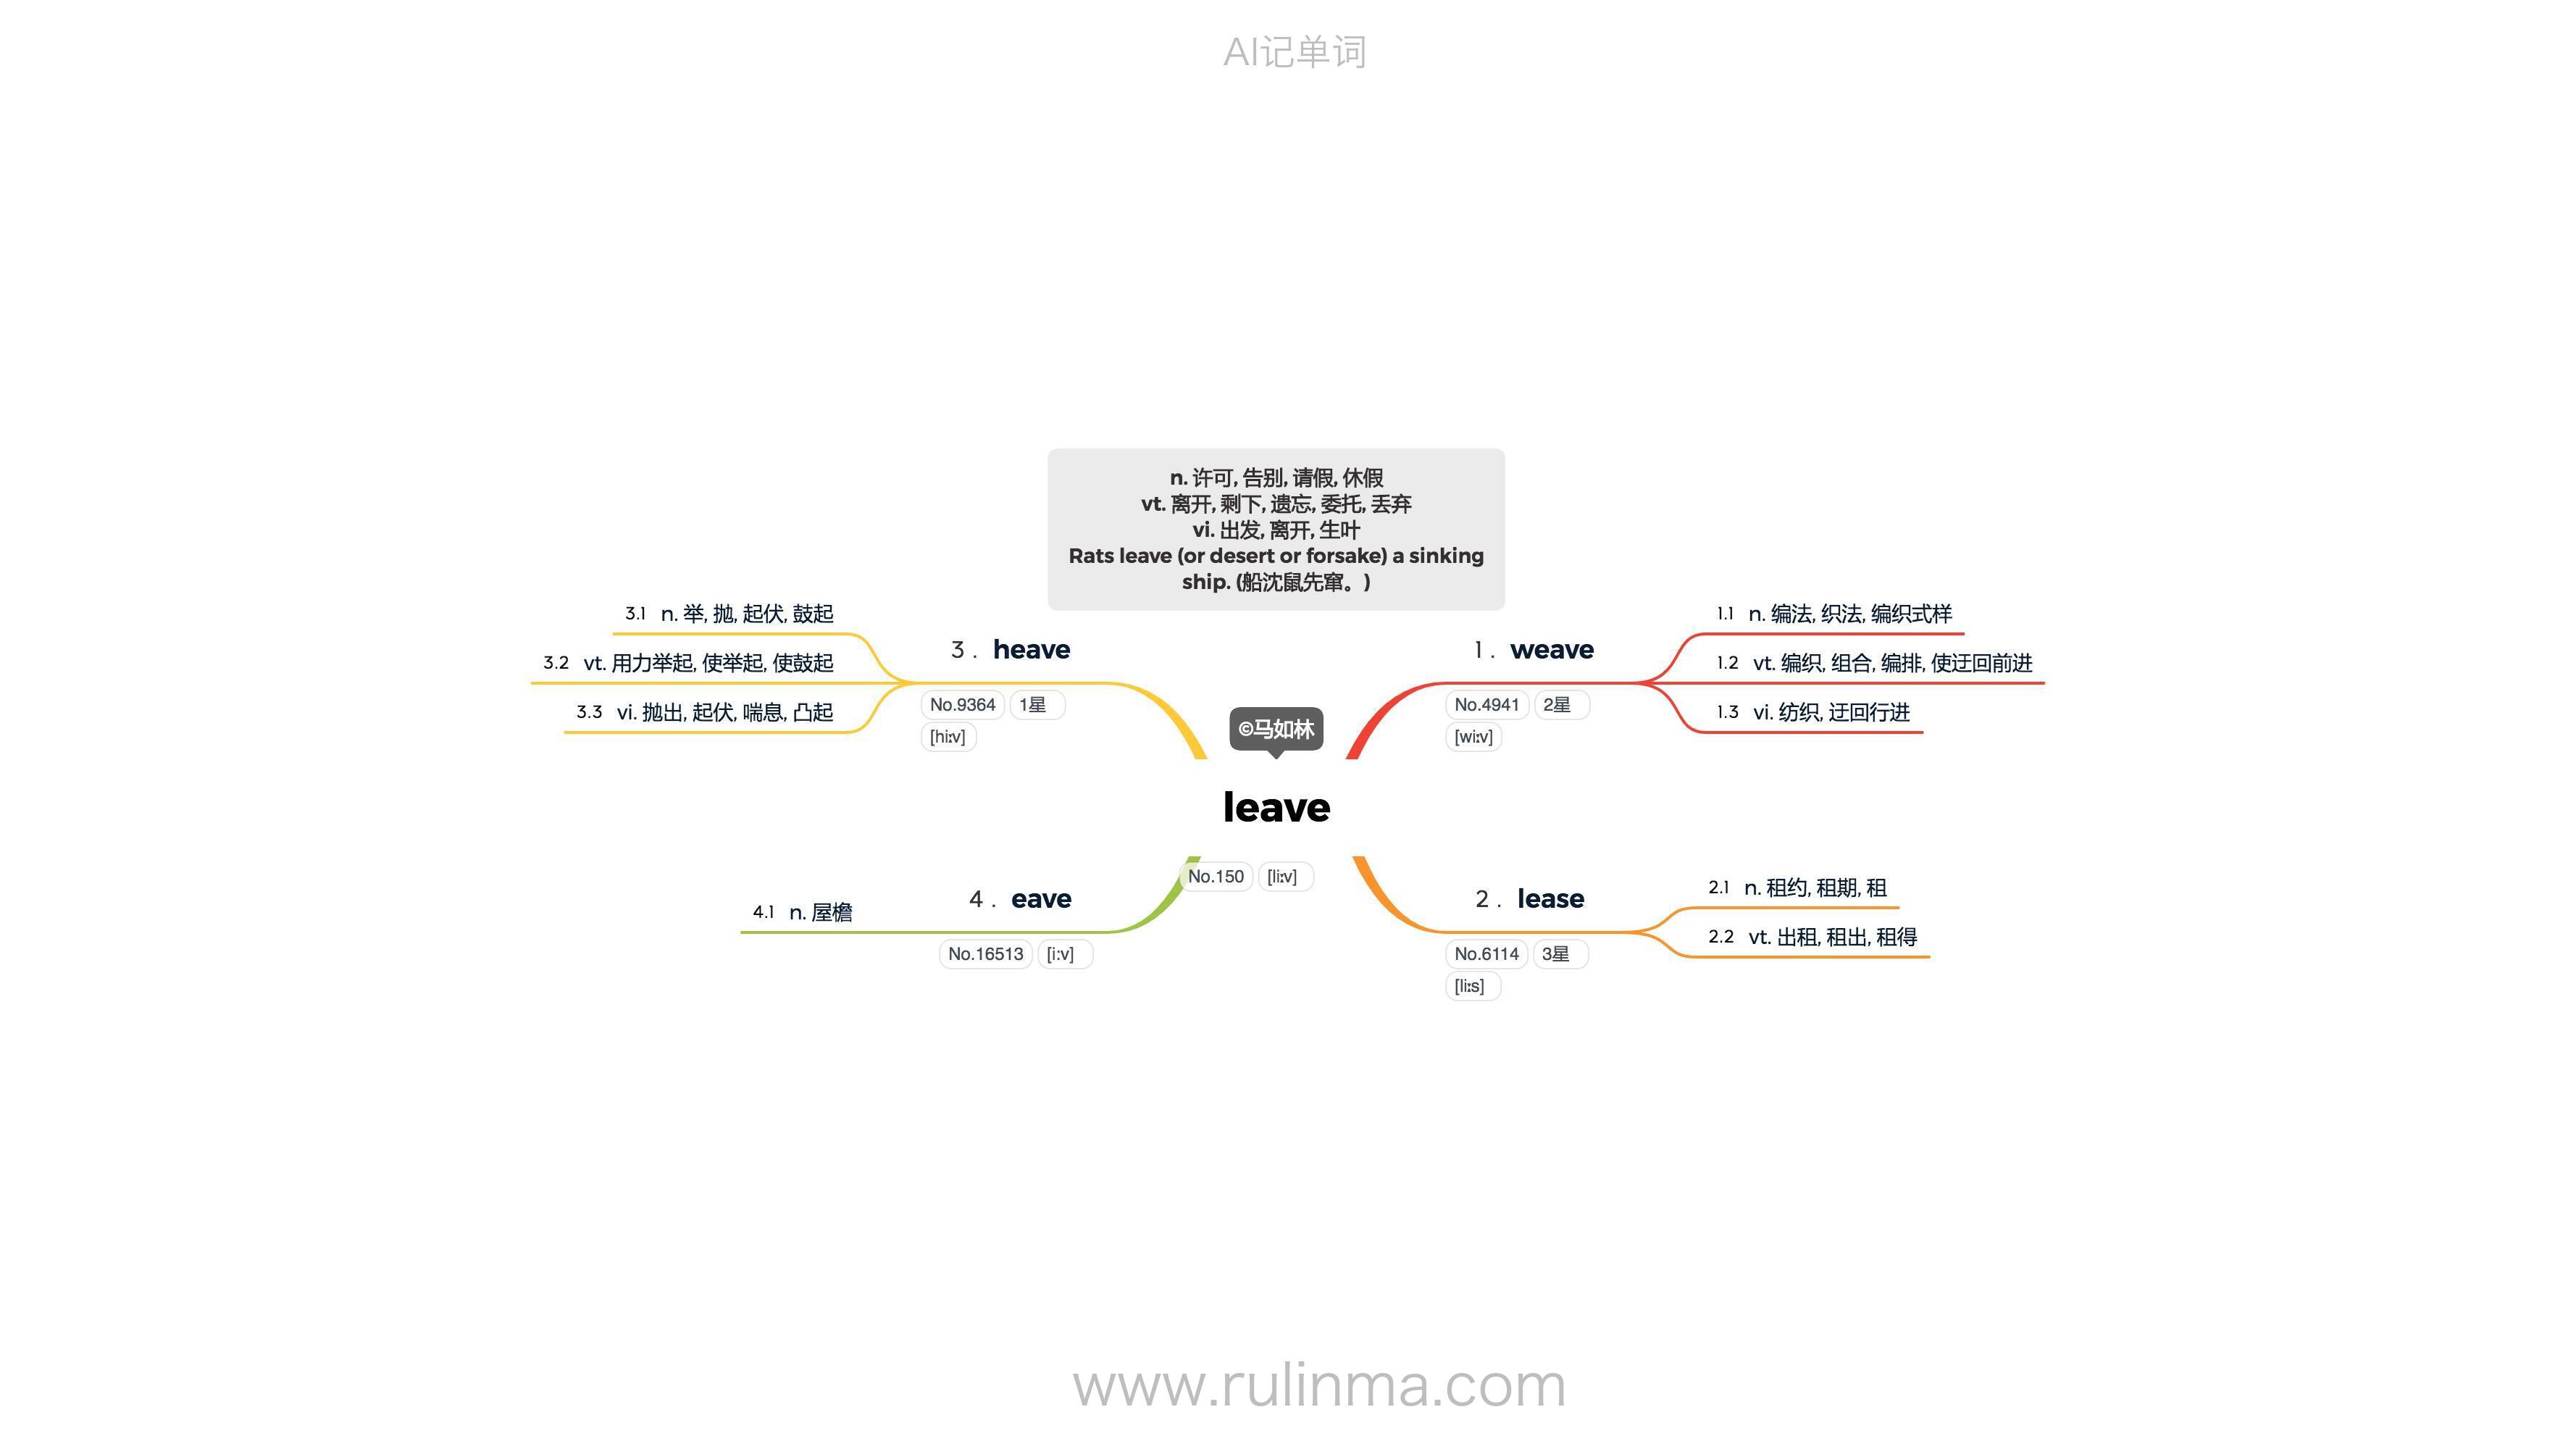 AI记单词
n. 许可, 告别, 请假, 休假
vt. 离开, 剩下, 遗忘, 委托, 丢弃
vi. 出发, 离开, 生叶
Rats leave (or desert or forsake) a sinking
ship. (船沈鼠先窜。)
©马如林
leave
No.150 [li:v]
1. weave
No.4941 2星
[wi:v]
1.1 n. 编法, 织法, 编织式样
1.2 vt. 编织, 组合, 编排, 使迂回前进
1.3 vi. 纺织, 迂回行进
2. lease
No.6114 3星
[li:s]
2.1 n. 租约, 租期, 租
2.2 vt. 出租, 租出, 租得
3. heave
No.9364 1星
[hi:v]
3.1 n. 举, 抛, 起伏, 鼓起
3.2 vt. 用力举起, 使举起, 使鼓起
3.3 vi. 抛出, 起伏, 喘息, 凸起
4. eave
No.16513 [i:v]
4.1 n. 屋檐
www.rulinma.com